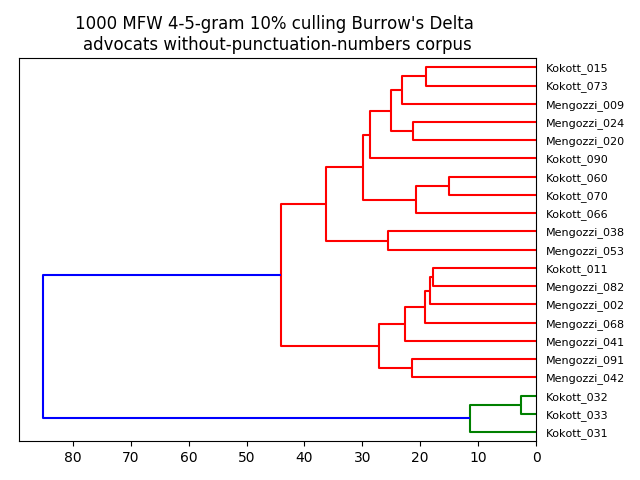 1000 MFW 4-5-gram 10% culling Burrow's Delta
advocats without-punctuation-numbers corpus
Kokott_015
Kokott_073
Mengozzi_009
Mengozzi_024
Mengozzi_020
Kokott_090
Kokott_060
Kokott_070
Kokott_066
Mengozzi_038
Mengozzi_053
Kokott_011
Mengozzi_082
Mengozzi_002
Mengozzi_068
Mengozzi_041
Mengozzi_091
Mengozzi_042
Kokott_032
Kokott_033
Kokott_031
80 70 60 50 40 30 20 10 0